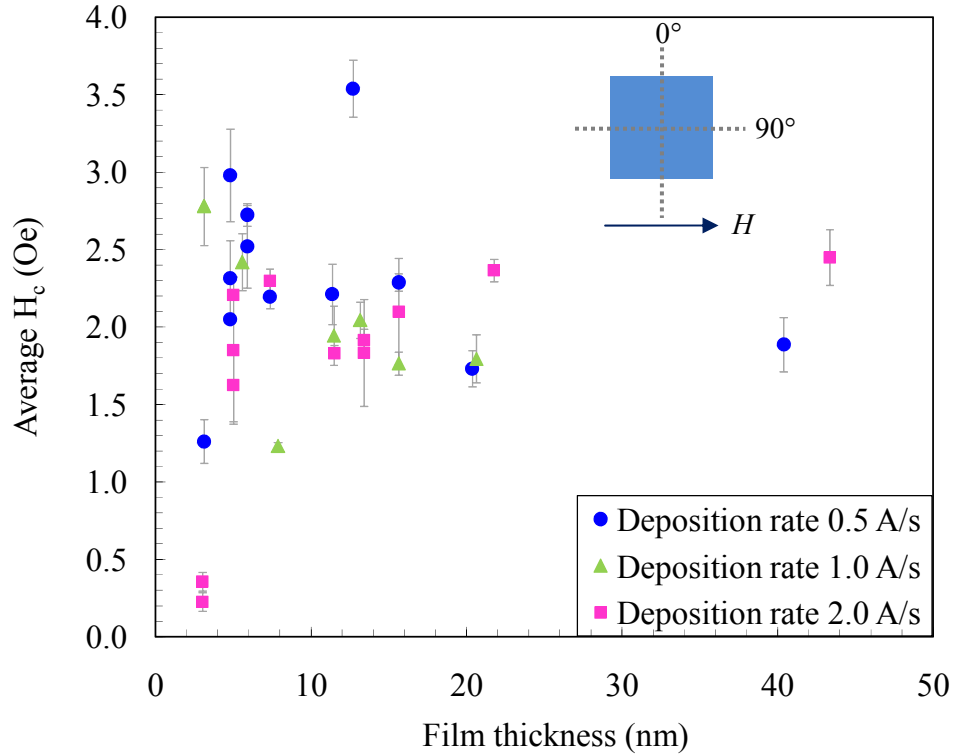 4.0
3.5
3.0
2.5
2.0
1.5
1.0
0.5
0.0
Average H_c (Oe)
0
10
20
30
40
50
Film thickness (nm)
0°
90°
H
Deposition rate 0.5 A/s
Deposition rate 1.0 A/s
Deposition rate 2.0 A/s